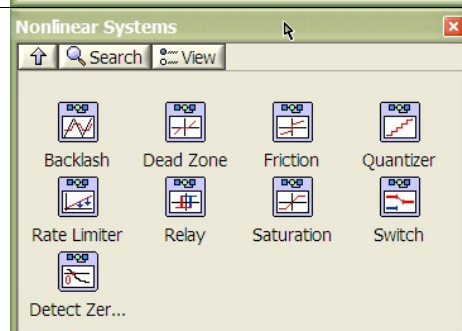 Nonlinear Systems
Search View
Backlash Dead Zone Friction Quantizer
Rate Limiter Relay Saturation Switch
Detect Zer...